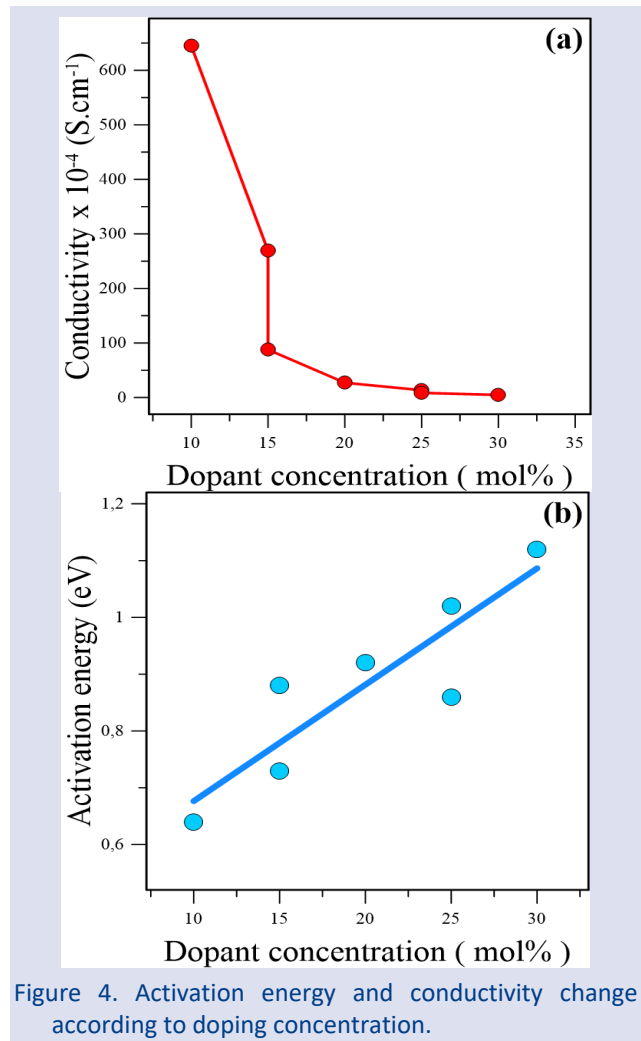 (a)
Conductivity x 10⁻⁴ (S.cm⁻¹)
600
500
400
300
200
100
0
10 15 20 25 30 35
Dopant concentration ( mol% )
(b)
Activation energy (eV)
1,2
1
0,8
0,6
10 15 20 25 30
Dopant concentration ( mol% )
Figure 4. Activation energy and conductivity change
according to doping concentration.